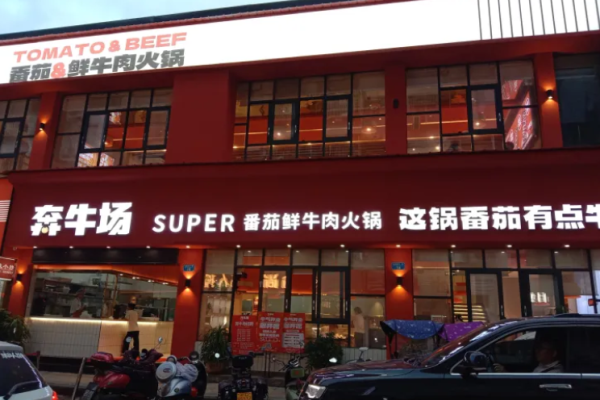 TOMATO & BEEF
番茄&鲜牛肉火锅
奔牛场 SUPER 番茄鲜牛肉火锅 这锅番茄有点牛